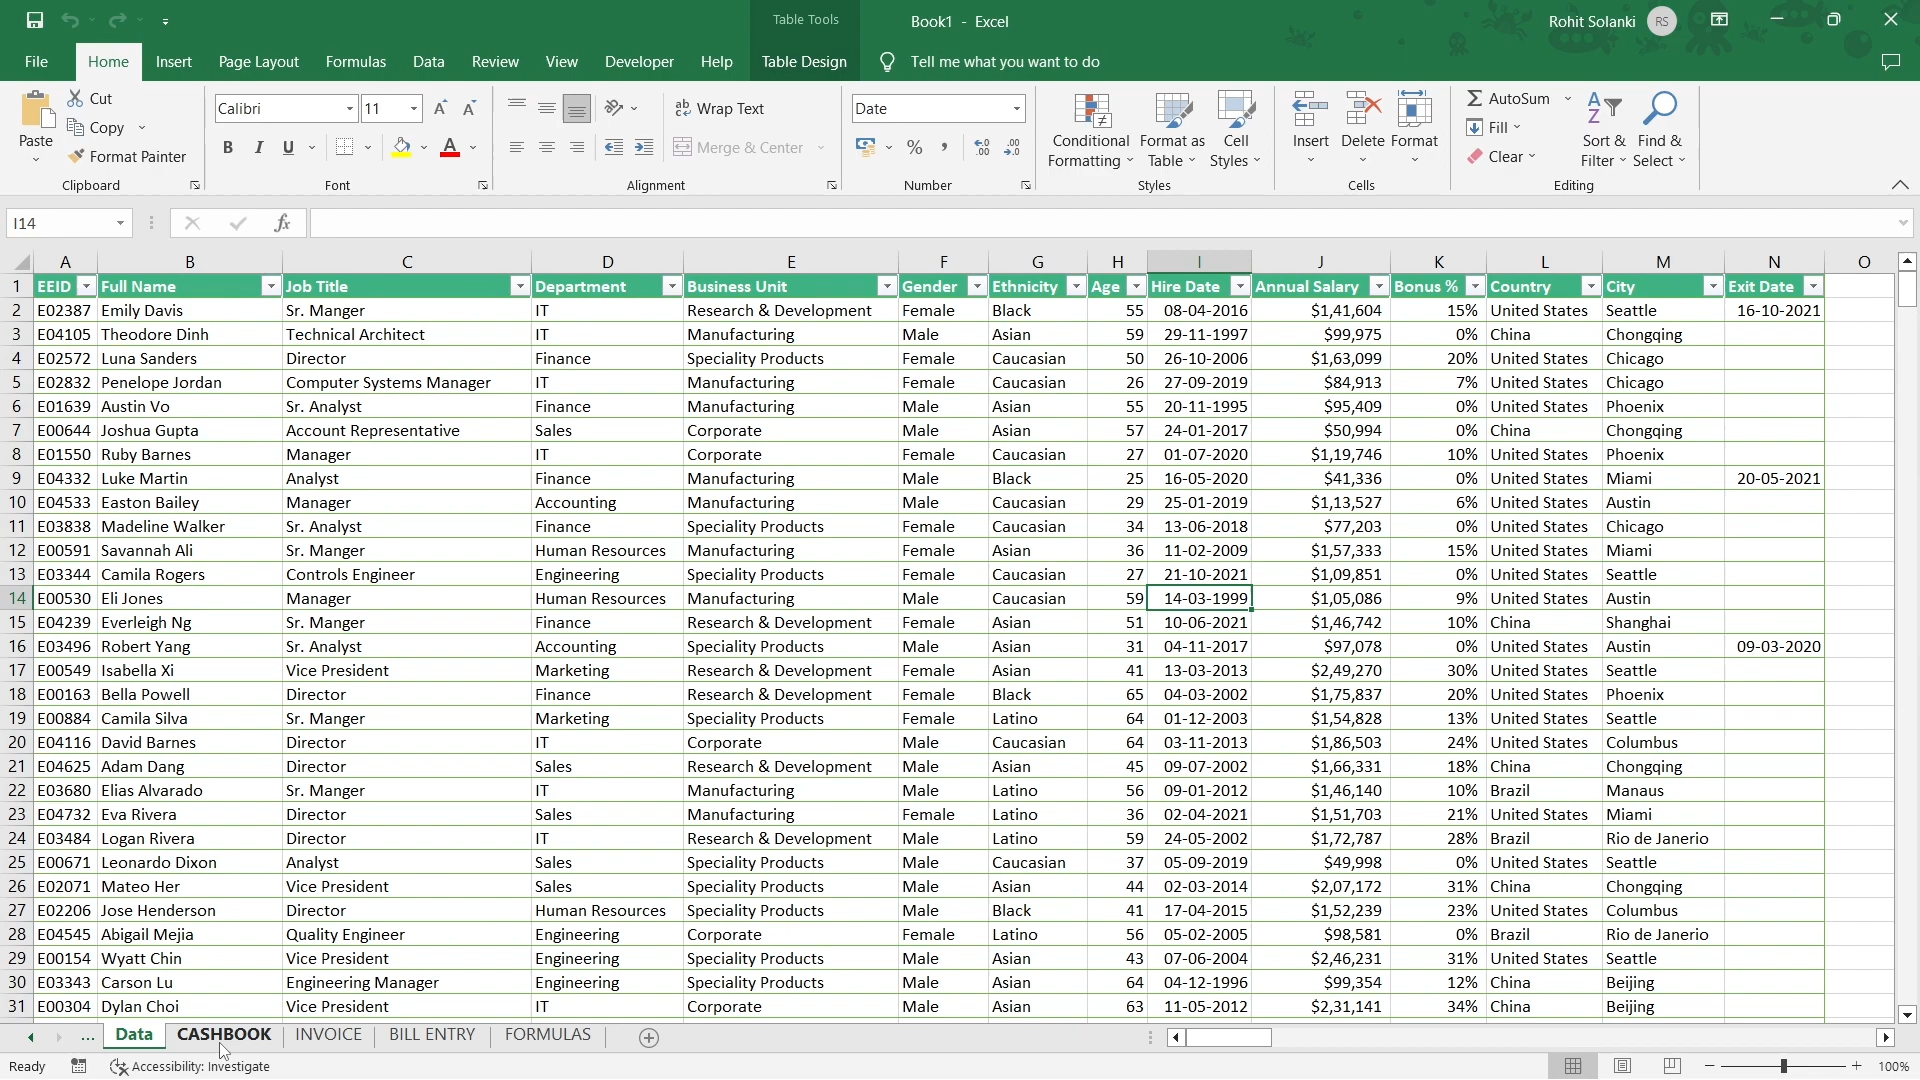 Table Tools
Book1 - Excel
Rohit Solanki RS
File Home Insert Page Layout Formulas Data Review View Developer Help Table Design Tell me what you want to do
Paste
Cut
Copy
Format Painter
Clipboard
Calibri 11
B I U A
Font
ab Wrap Text
Merge & Center
Alignment
Date
% ,
Number
Conditional Formatting
Format as Table
Cell Styles
Styles
Insert Delete Format
Cells
AutoSum
Fill
Clear
Sort & Filter
Find & Select
Editing
I14 fx
A B C D E F G H I J K L M N O
1 EEID Full Name Job Title Department Business Unit Gender Ethnicity Age Hire Date Annual Salary Bonus % Country City Exit Date
2 E02387 Emily Davis Sr. Manger IT Research & Development Female Black 55 08-04-2016 $1,41,604 15% United States Seattle 16-10-2021
3 E04105 Theodore Dinh Technical Architect IT Manufacturing Male Asian 59 29-11-1997 $99,975 0% China Chongqing
4 E02572 Luna Sanders Director Finance Speciality Products Female Caucasian 50 26-10-2006 $1,63,099 20% United States Chicago
5 E02832 Penelope Jordan Computer Systems Manager IT Manufacturing Female Caucasian 26 27-09-2019 $84,913 7% United States Chicago
6 E01639 Austin Vo Sr. Analyst Finance Manufacturing Male Asian 55 20-11-1995 $95,409 0% United States Phoenix
7 E00644 Joshua Gupta Account Representative Sales Corporate Male Asian 57 24-01-2017 $50,994 0% China Chongqing
8 E01550 Ruby Barnes Manager IT Corporate Female Caucasian 27 01-07-2020 $1,19,746 10% United States Phoenix
9 E04332 Luke Martin Analyst Finance Manufacturing Male Black 25 16-05-2020 $41,336 0% United States Miami 20-05-2021
10 E04533 Easton Bailey Manager Accounting Manufacturing Male Caucasian 29 25-01-2019 $1,13,527 6% United States Austin
11 E03838 Madeline Walker Sr. Analyst Finance Speciality Products Female Caucasian 34 13-06-2018 $77,203 0% United States Chicago
12 E00591 Savannah Ali Sr. Manger Human Resources Manufacturing Female Asian 36 11-02-2009 $1,57,333 15% United States Miami
13 E03344 Camila Rogers Controls Engineer Engineering Speciality Products Female Caucasian 27 21-10-2021 $1,09,851 0% United States Seattle
14 E00530 Eli Jones Manager Human Resources Manufacturing Male Caucasian 59 14-03-1999 $1,05,086 9% United States Austin
15 E04239 Everleigh Ng Sr. Manger Finance Research & Development Female Asian 51 10-06-2021 $1,46,742 10% China Shanghai
16 E03496 Robert Yang Sr. Analyst Accounting Speciality Products Male Asian 31 04-11-2017 $97,078 0% United States Austin 09-03-2020
17 E00549 Isabella Xi Vice President Marketing Research & Development Female Asian 41 13-03-2013 $2,49,270 30% United States Seattle
18 E00163 Bella Powell Director Finance Research & Development Female Black 65 04-03-2002 $1,75,837 20% United States Phoenix
19 E00884 Camila Silva Sr. Manger Marketing Speciality Products Female Latino 64 01-12-2003 $1,54,828 13% United States Seattle
20 E04116 David Barnes Director IT Corporate Male Caucasian 64 03-11-2013 $1,86,503 24% United States Columbus
21 E04625 Adam Dang Director Sales Research & Development Male Asian 45 09-07-2002 $1,66,331 18% China Chongqing
22 E03680 Elias Alvarado Sr. Manger IT Manufacturing Male Latino 56 09-01-2012 $1,46,140 10% Brazil Manaus
23 E04732 Eva Rivera Director Sales Manufacturing Female Latino 36 02-04-2021 $1,51,703 21% United States Miami
24 E03484 Logan Rivera Director IT Research & Development Male Latino 59 24-05-2002 $1,72,787 28% Brazil Rio de Janerio
25 E00671 Leonardo Dixon Analyst Sales Speciality Products Male Caucasian 37 05-09-2019 $49,998 0% United States Seattle
26 E02071 Mateo Her Vice President Sales Speciality Products Male Asian 44 02-03-2014 $2,07,172 31% China Chongqing
27 E02206 Jose Henderson Director Human Resources Speciality Products Male Black 41 17-04-2015 $1,52,239 23% United States Columbus
28 E04545 Abigail Mejia Quality Engineer Engineering Corporate Female Latino 56 05-02-2005 $98,581 0% Brazil Rio de Janerio
29 E00154 Wyatt Chin Vice President Engineering Speciality Products Male Asian 43 07-06-2004 $2,46,231 31% United States Seattle
30 E03343 Carson Lu Engineering Manager Engineering Speciality Products Male Asian 64 04-12-1996 $99,354 12% China Beijing
31 E00304 Dylan Choi Vice President IT Corporate Male Asian 63 11-05-2012 $2,31,141 34% China Beijing
... Data CASHBOOK INVOICE BILL ENTRY FORMULAS
Ready Accessibility: Investigate 100%